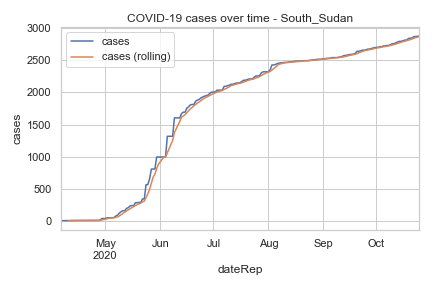 COVID-19 cases over time - South_Sudan
cases
cases (rolling)
3000
2500
2000
1500
1000
500
0
cases
May
2020
Jun
Jul
Aug
Sep
Oct
dateRep